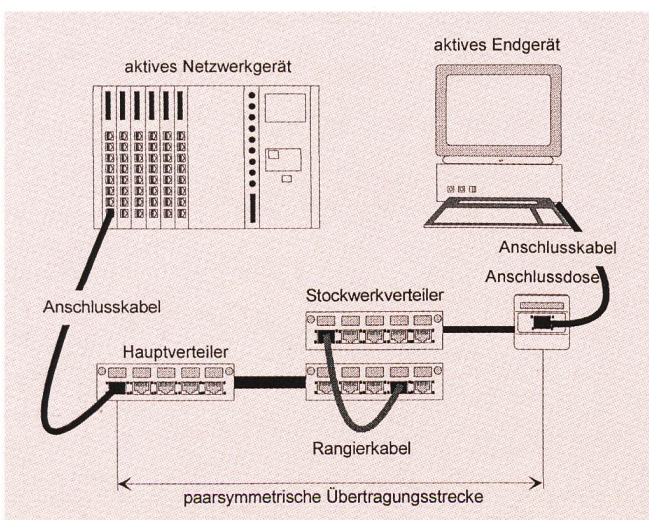 aktives Endgerät
aktives Netzwerkgerät
Anschlusskabel
Anschlussdose
Stockwerkverteiler
Anschlusskabel
Hauptverteiler
Rangierkabel
paarsymmetrische Übertragungsstrecke